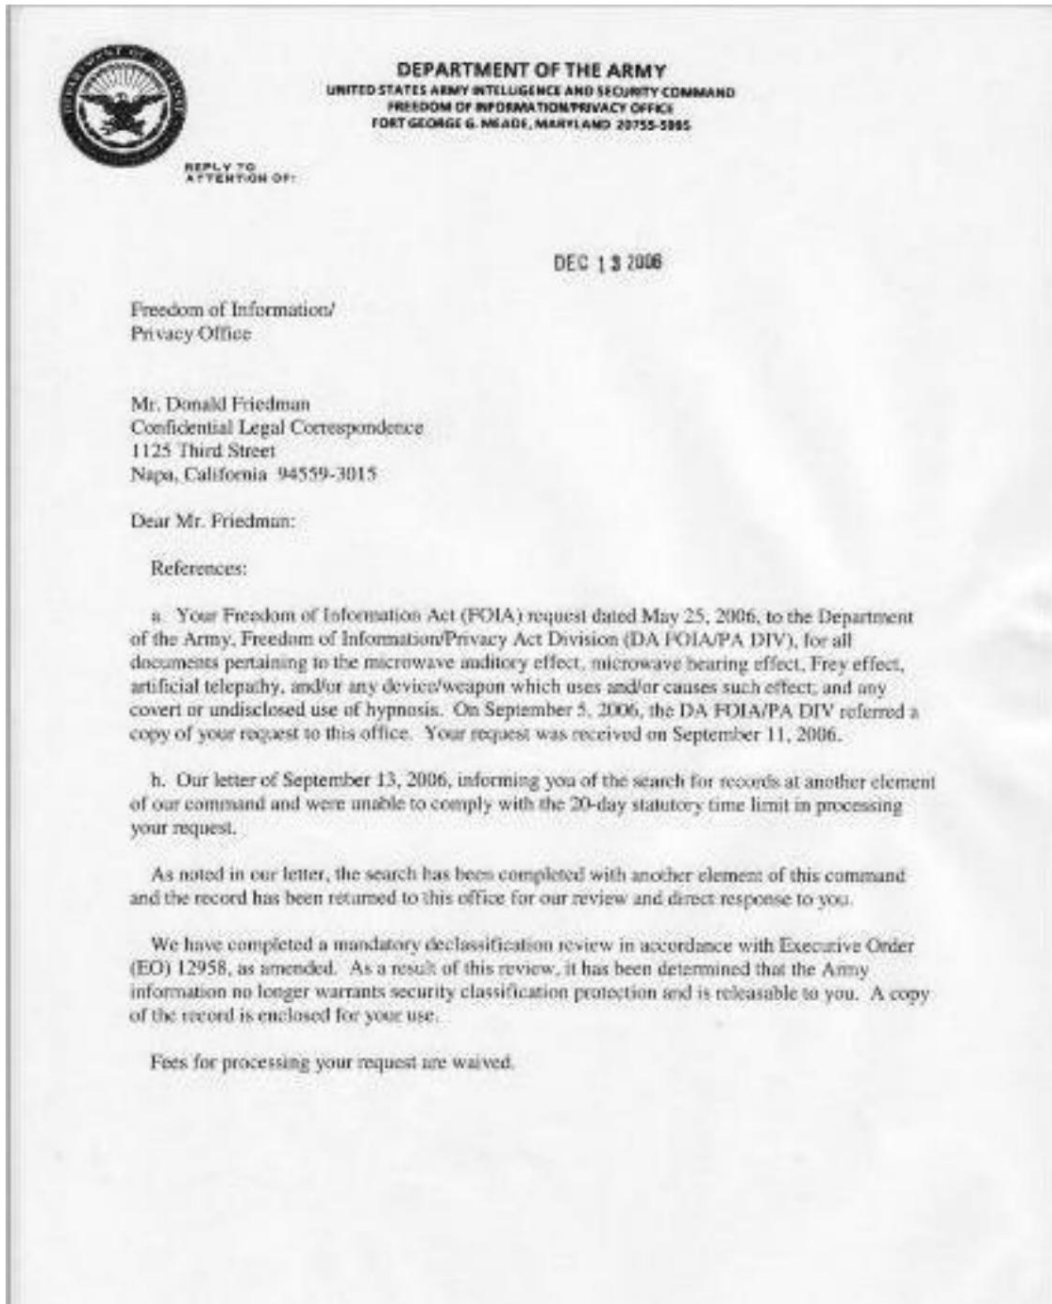 DEPARTMENT OF THE ARMY
UNITED STATES ARMY INTELLIGENCE AND SECURITY COMMAND
FREEDOM OF INFORMATION/PRIVACY OFFICE
FORT GEORGE G. MEADE, MARYLAND 20755-5995
REPLY TO
ATTENTION OF:
DEC 13 2006
Freedom of Information/
Privacy Office
Mr. Donald Friedman
Confidential Legal Correspondence
1125 Third Street
Napa, California 94559-3015
Dear Mr. Friedman:
References:
a. Your Freedom of Information Act (FOIA) request dated May 25, 2006, to the Department
of the Army, Freedom of Information/Privacy Act Division (DA FOIA/PA DIV), for all
documents pertaining to the microwave auditory effect, microwave hearing effect, Frey effect,
artificial telepathy, and/or any device/weapon which uses and/or causes such effect; and any
covert or undisclosed use of hypnosis. On September 5, 2006, the DA FOIA/PA DIV referred a
copy of your request to this office. Your request was received on September 11, 2006.
b. Our letter of September 13, 2006, informing you of the search for records at another element
of our command and were unable to comply with the 20-day statutory time limit in processing
your request.
As noted in our letter, the search has been completed with another element of this command
and the record has been returned to this office for our review and direct response to you.
We have completed a mandatory declassification review in accordance with Executive Order
(EO) 12958, as amended. As a result of this review, it has been determined that the Army
information no longer warrants security classification protection and is releasable to you. A copy
of the record is enclosed for your use.
Fees for processing your request are waived.